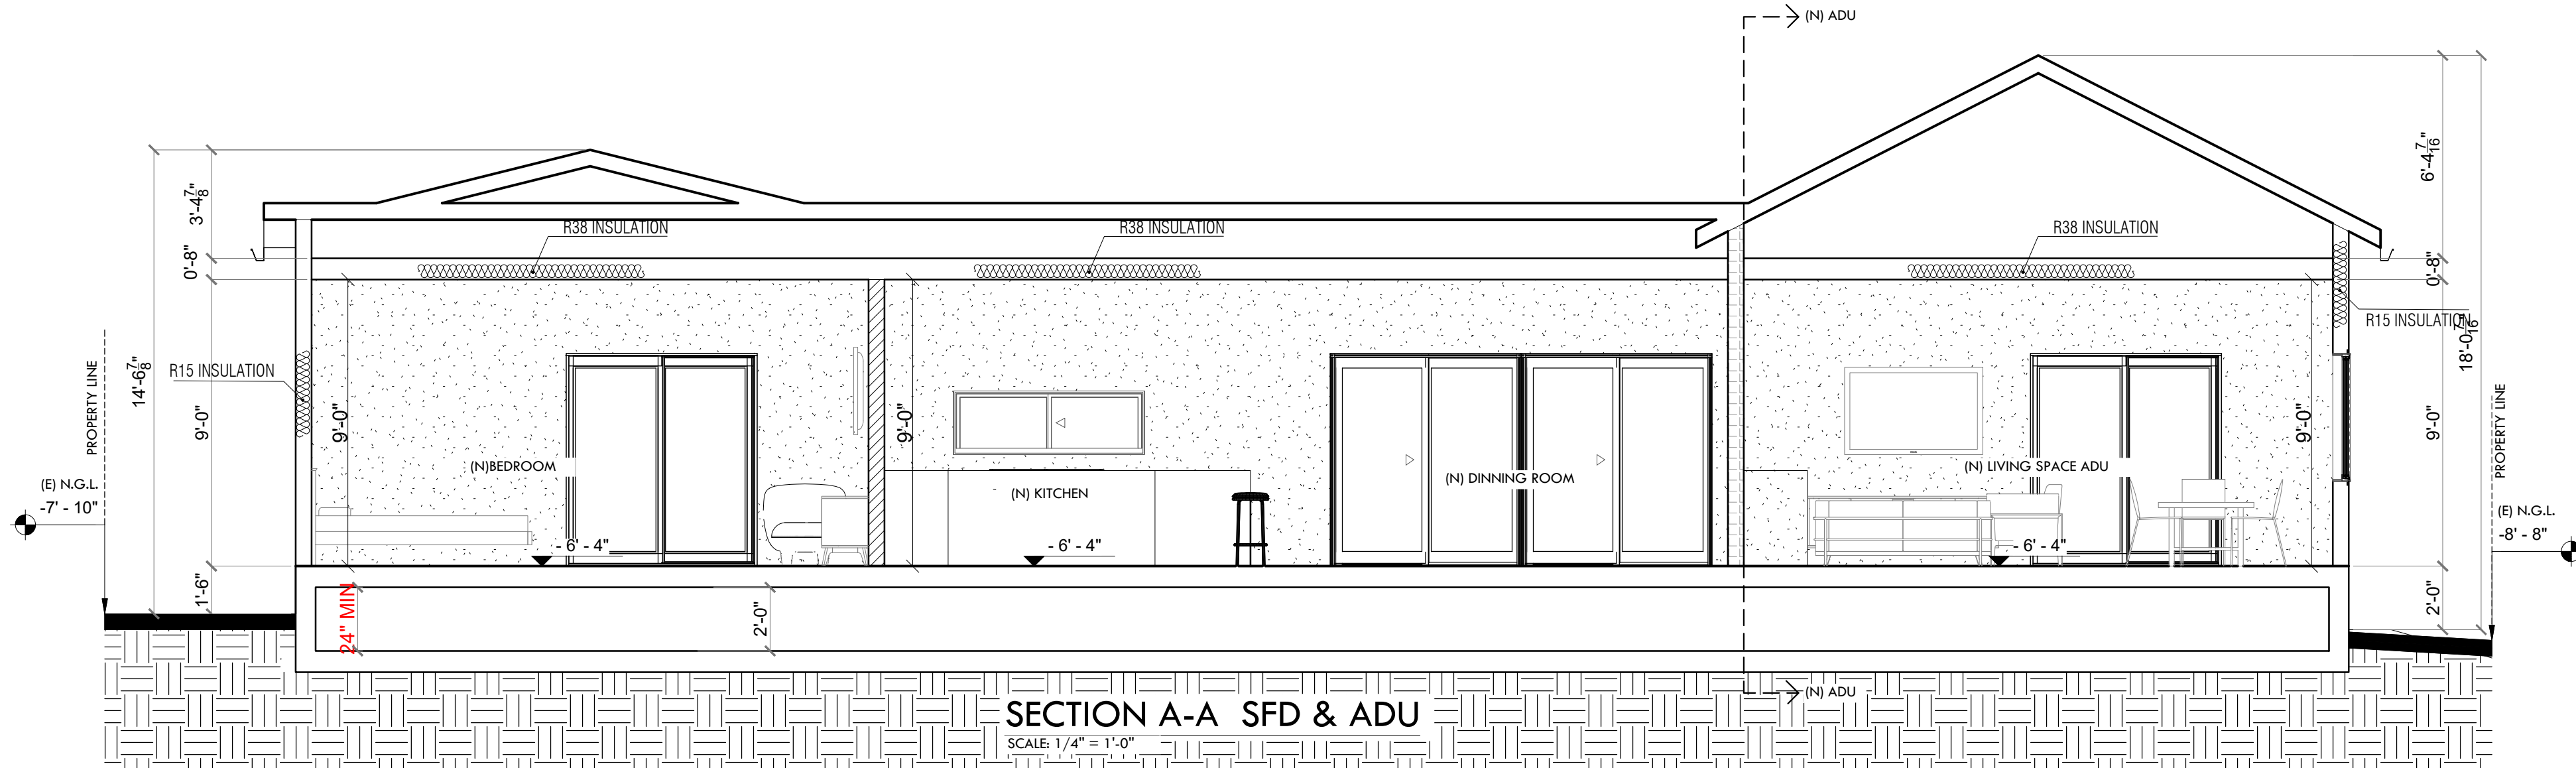 (N) ADU
3'-4 7/8"
0'-8"
14'-6 7/8"
9'-0"
1'-6"
PROPERTY LINE
(E) N.G.L.
-7' - 10"
R15 INSULATION
R38 INSULATION
R38 INSULATION
R38 INSULATION
9'-0"
(N)BEDROOM
- 6' - 4"
9'-0"
(N) KITCHEN
- 6' - 4"
(N) DINNING ROOM
(N) LIVING SPACE ADU
- 6' - 4"
9'-0"
6'-4 7/16"
0'-8"
R15 INSULATION
18'-0 7/16"
9'-0"
2'-0"
PROPERTY LINE
(E) N.G.L.
-8' - 8"
24" MIN
2'-0"
(N) ADU
SECTION A-A SFD & ADU
SCALE: 1/4" = 1'-0"